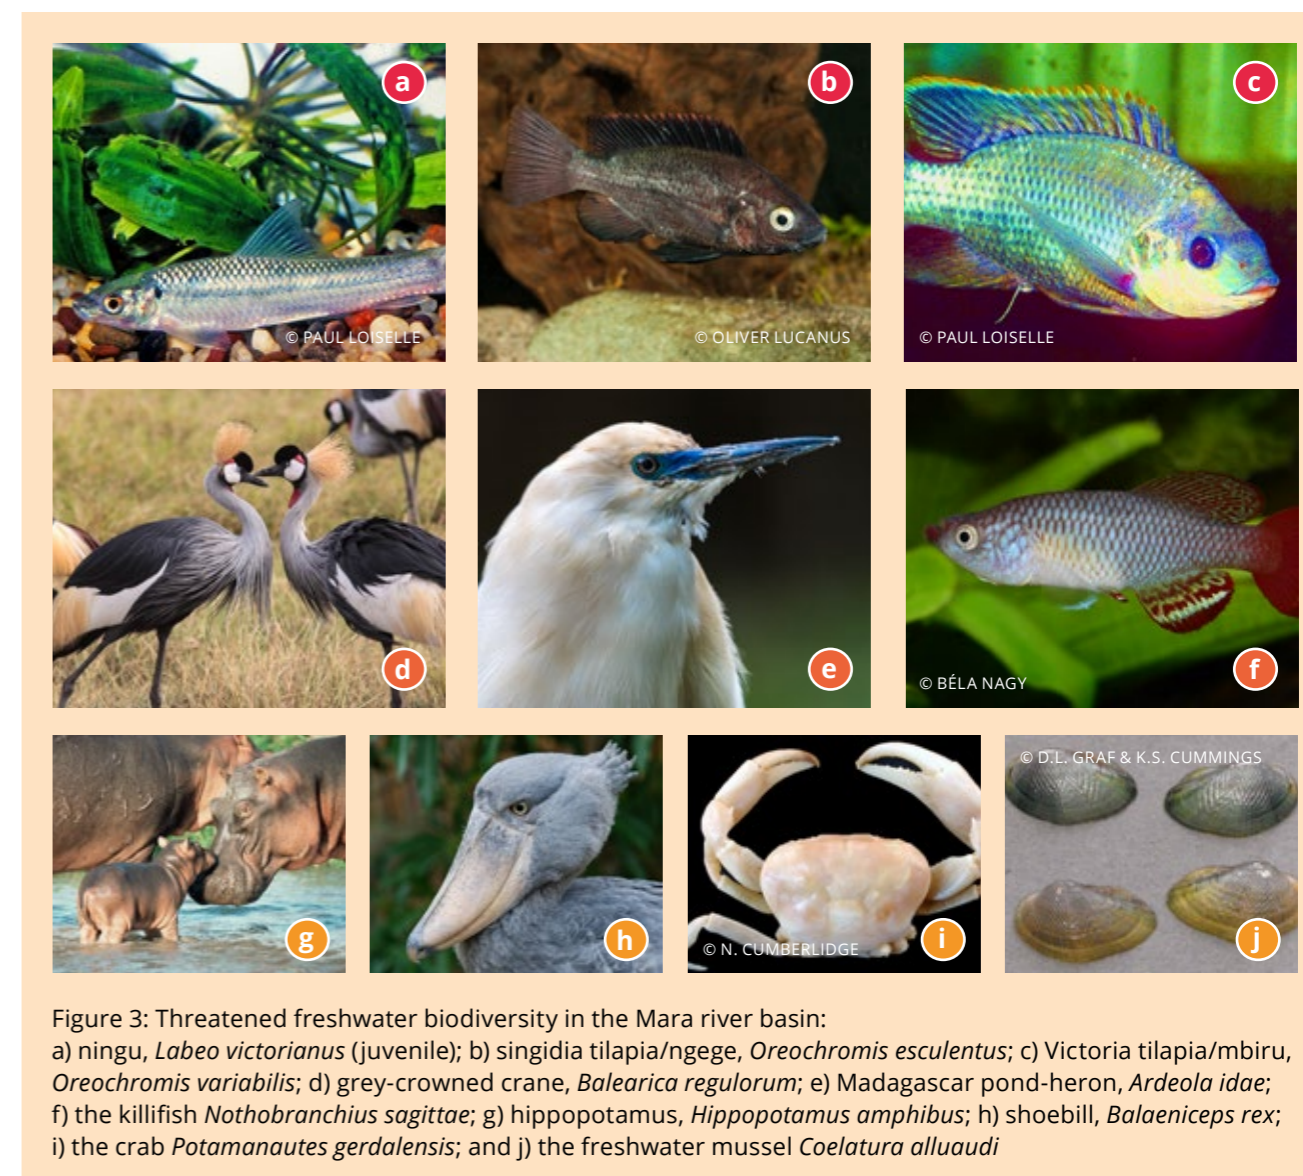 a
b
c
© PAUL LOISELLE
© OLIVER LUCANUS
© PAUL LOISELLE
d
e
f
© BÉLA NAGY
© D.L. GRAF & K.S. CUMMINGS
g
h
i
j
© N. CUMBERLIDGE
Figure 3: Threatened freshwater biodiversity in the Mara river basin:
a) ningu, Labeo victorianus (juvenile); b) singidia tilapia/ngege, Oreochromis esculentus; c) Victoria tilapia/mbiru,
Oreochromis variabilis; d) grey-crowned crane, Balearica regulorum; e) Madagascar pond-heron, Ardeola idae;
f) the killifish Nothobranchius sagittae; g) hippopotamus, Hippopotamus amphibus; h) shoebill, Balaeniceps rex;
i) the crab Potamanautes gerdalensis; and j) the freshwater mussel Coelatura alluaudi